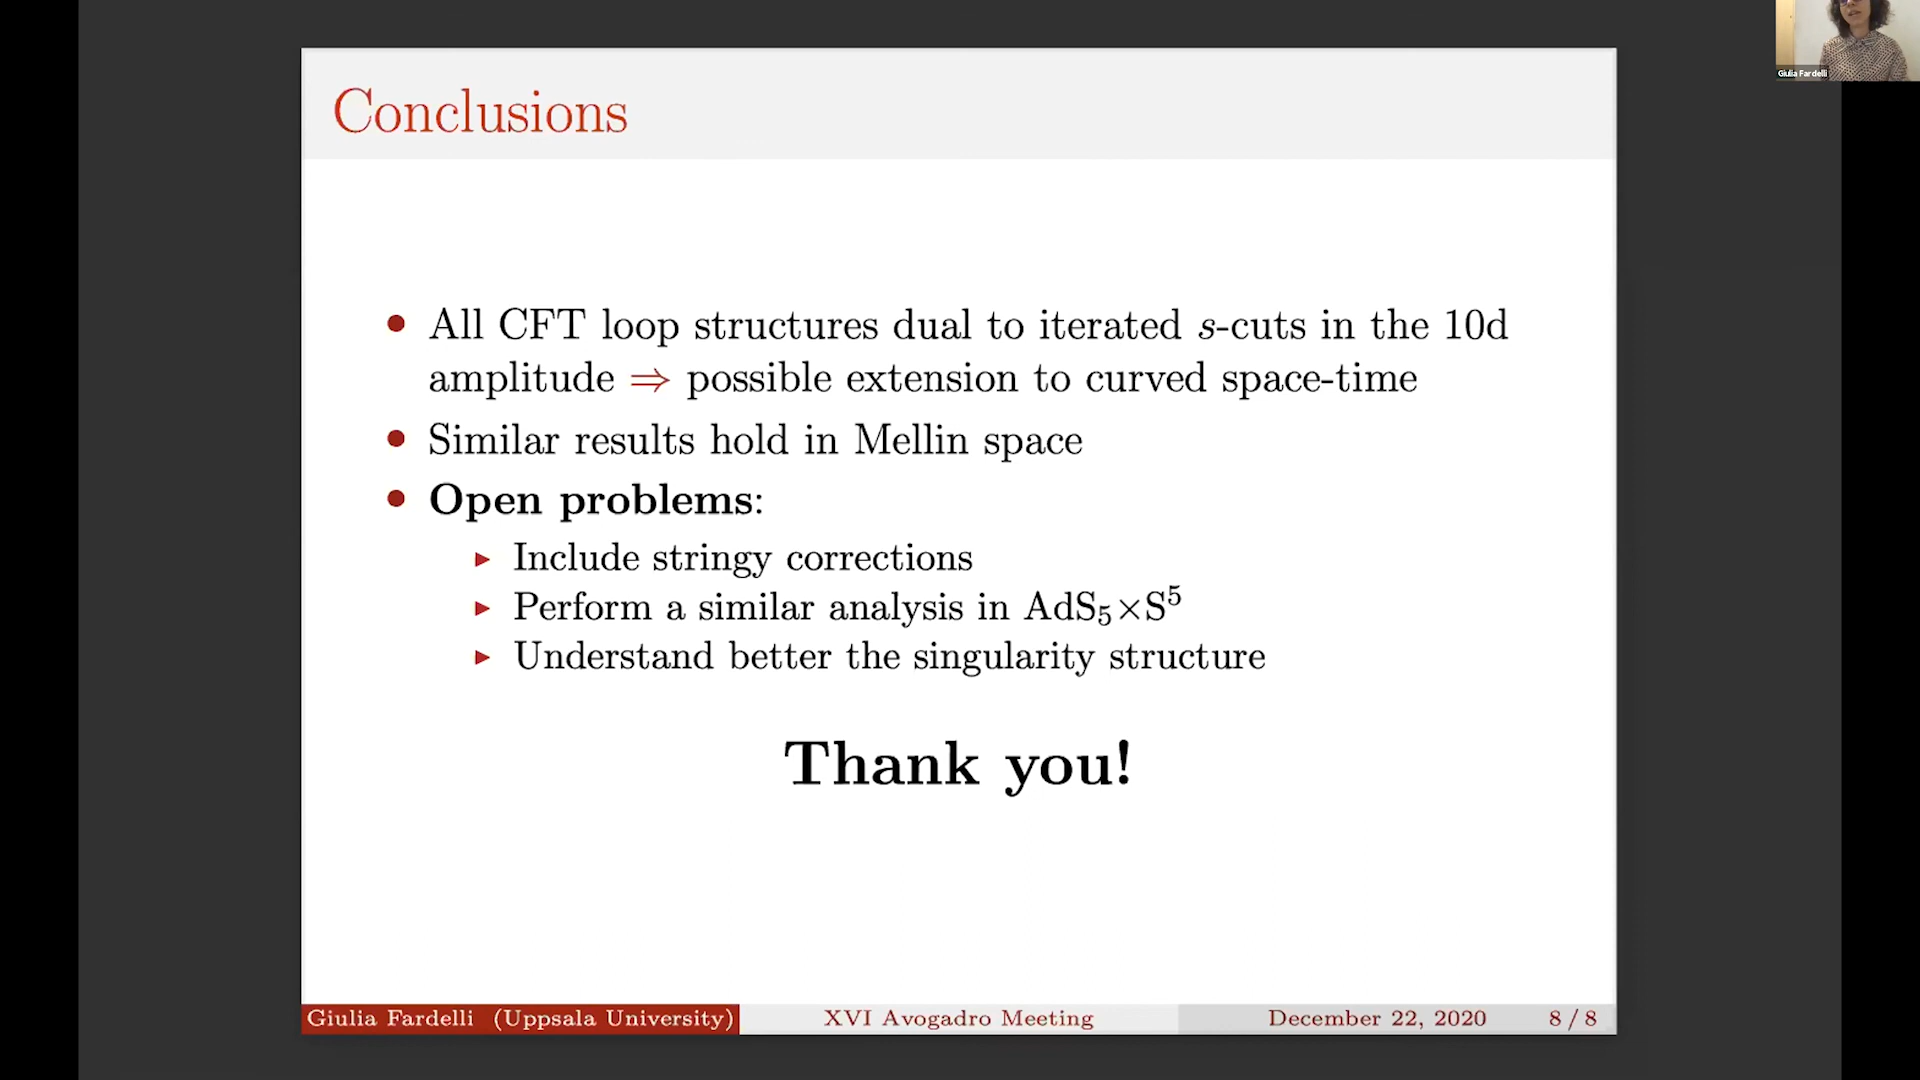 Giulia Fardelli
Conclusions
• All CFT loop structures dual to iterated s-cuts in the 10d
amplitude ⇒ possible extension to curved space-time
• Similar results hold in Mellin space
• Open problems:
▶ Include stringy corrections
▶ Perform a similar analysis in AdS₅×S⁵
▶ Understand better the singularity structure
Thank you!
Giulia Fardelli (Uppsala University) XVI Avogadro Meeting December 22, 2020 8 / 8